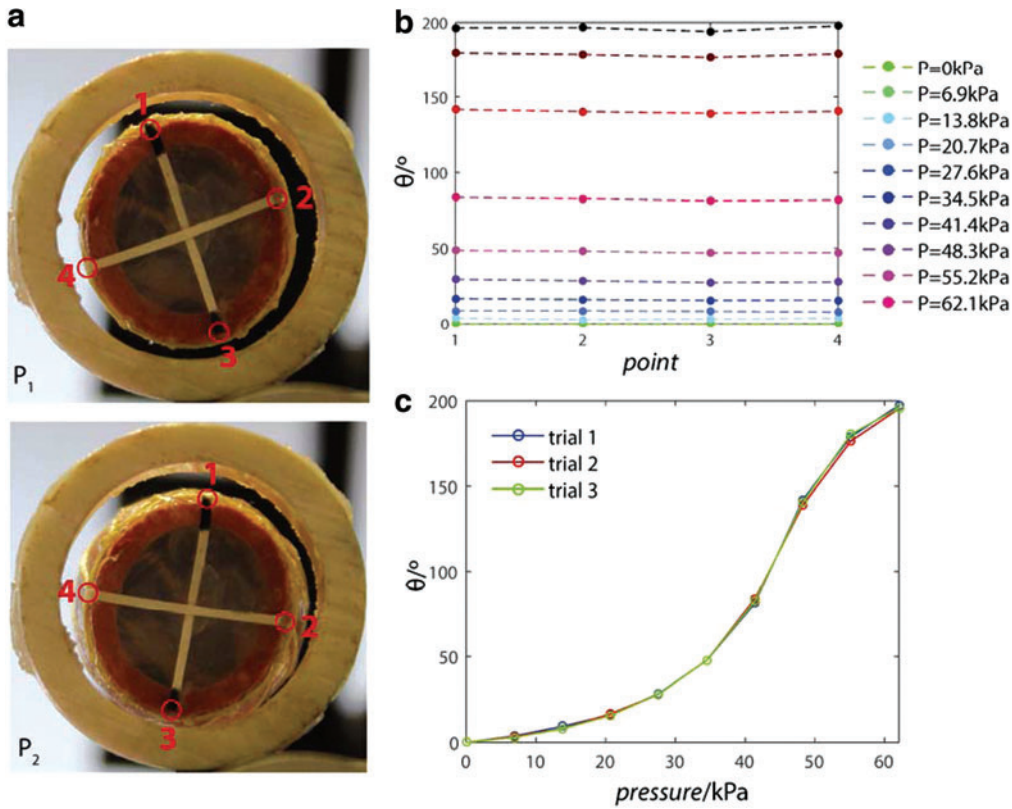 a
1
2
3
4
P1
1
2
3
4
P2
b
200
150
100
50
0
θ/°
1 2 3 4
point
P=0kPa
P=6.9kPa
P=13.8kPa
P=20.7kPa
P=27.6kPa
P=34.5kPa
P=41.4kPa
P=48.3kPa
P=55.2kPa
P=62.1kPa
c
200
150
100
50
0
θ/°
trial 1
trial 2
trial 3
0 10 20 30 40 50 60
pressure/kPa